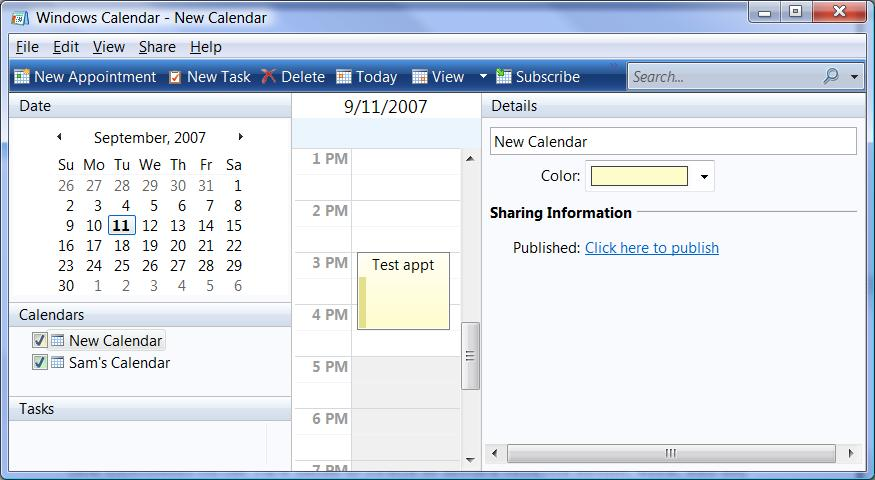 Windows Calendar - New Calendar
File Edit View Share Help
New Appointment New Task Delete Today View Subscribe Search...
Date
September, 2007
Su Mo Tu We Th Fr Sa
26 27 28 29 30 31 1
2 3 4 5 6 7 8
9 10 11 12 13 14 15
16 17 18 19 20 21 22
23 24 25 26 27 28 29
30 1 2 3 4 5 6
Calendars
New Calendar
Sam's Calendar
Tasks
9/11/2007
1 PM
2 PM
3 PM
Test appt
4 PM
5 PM
6 PM
7 PM
Details
New Calendar
Color:
Sharing Information
Published: Click here to publish